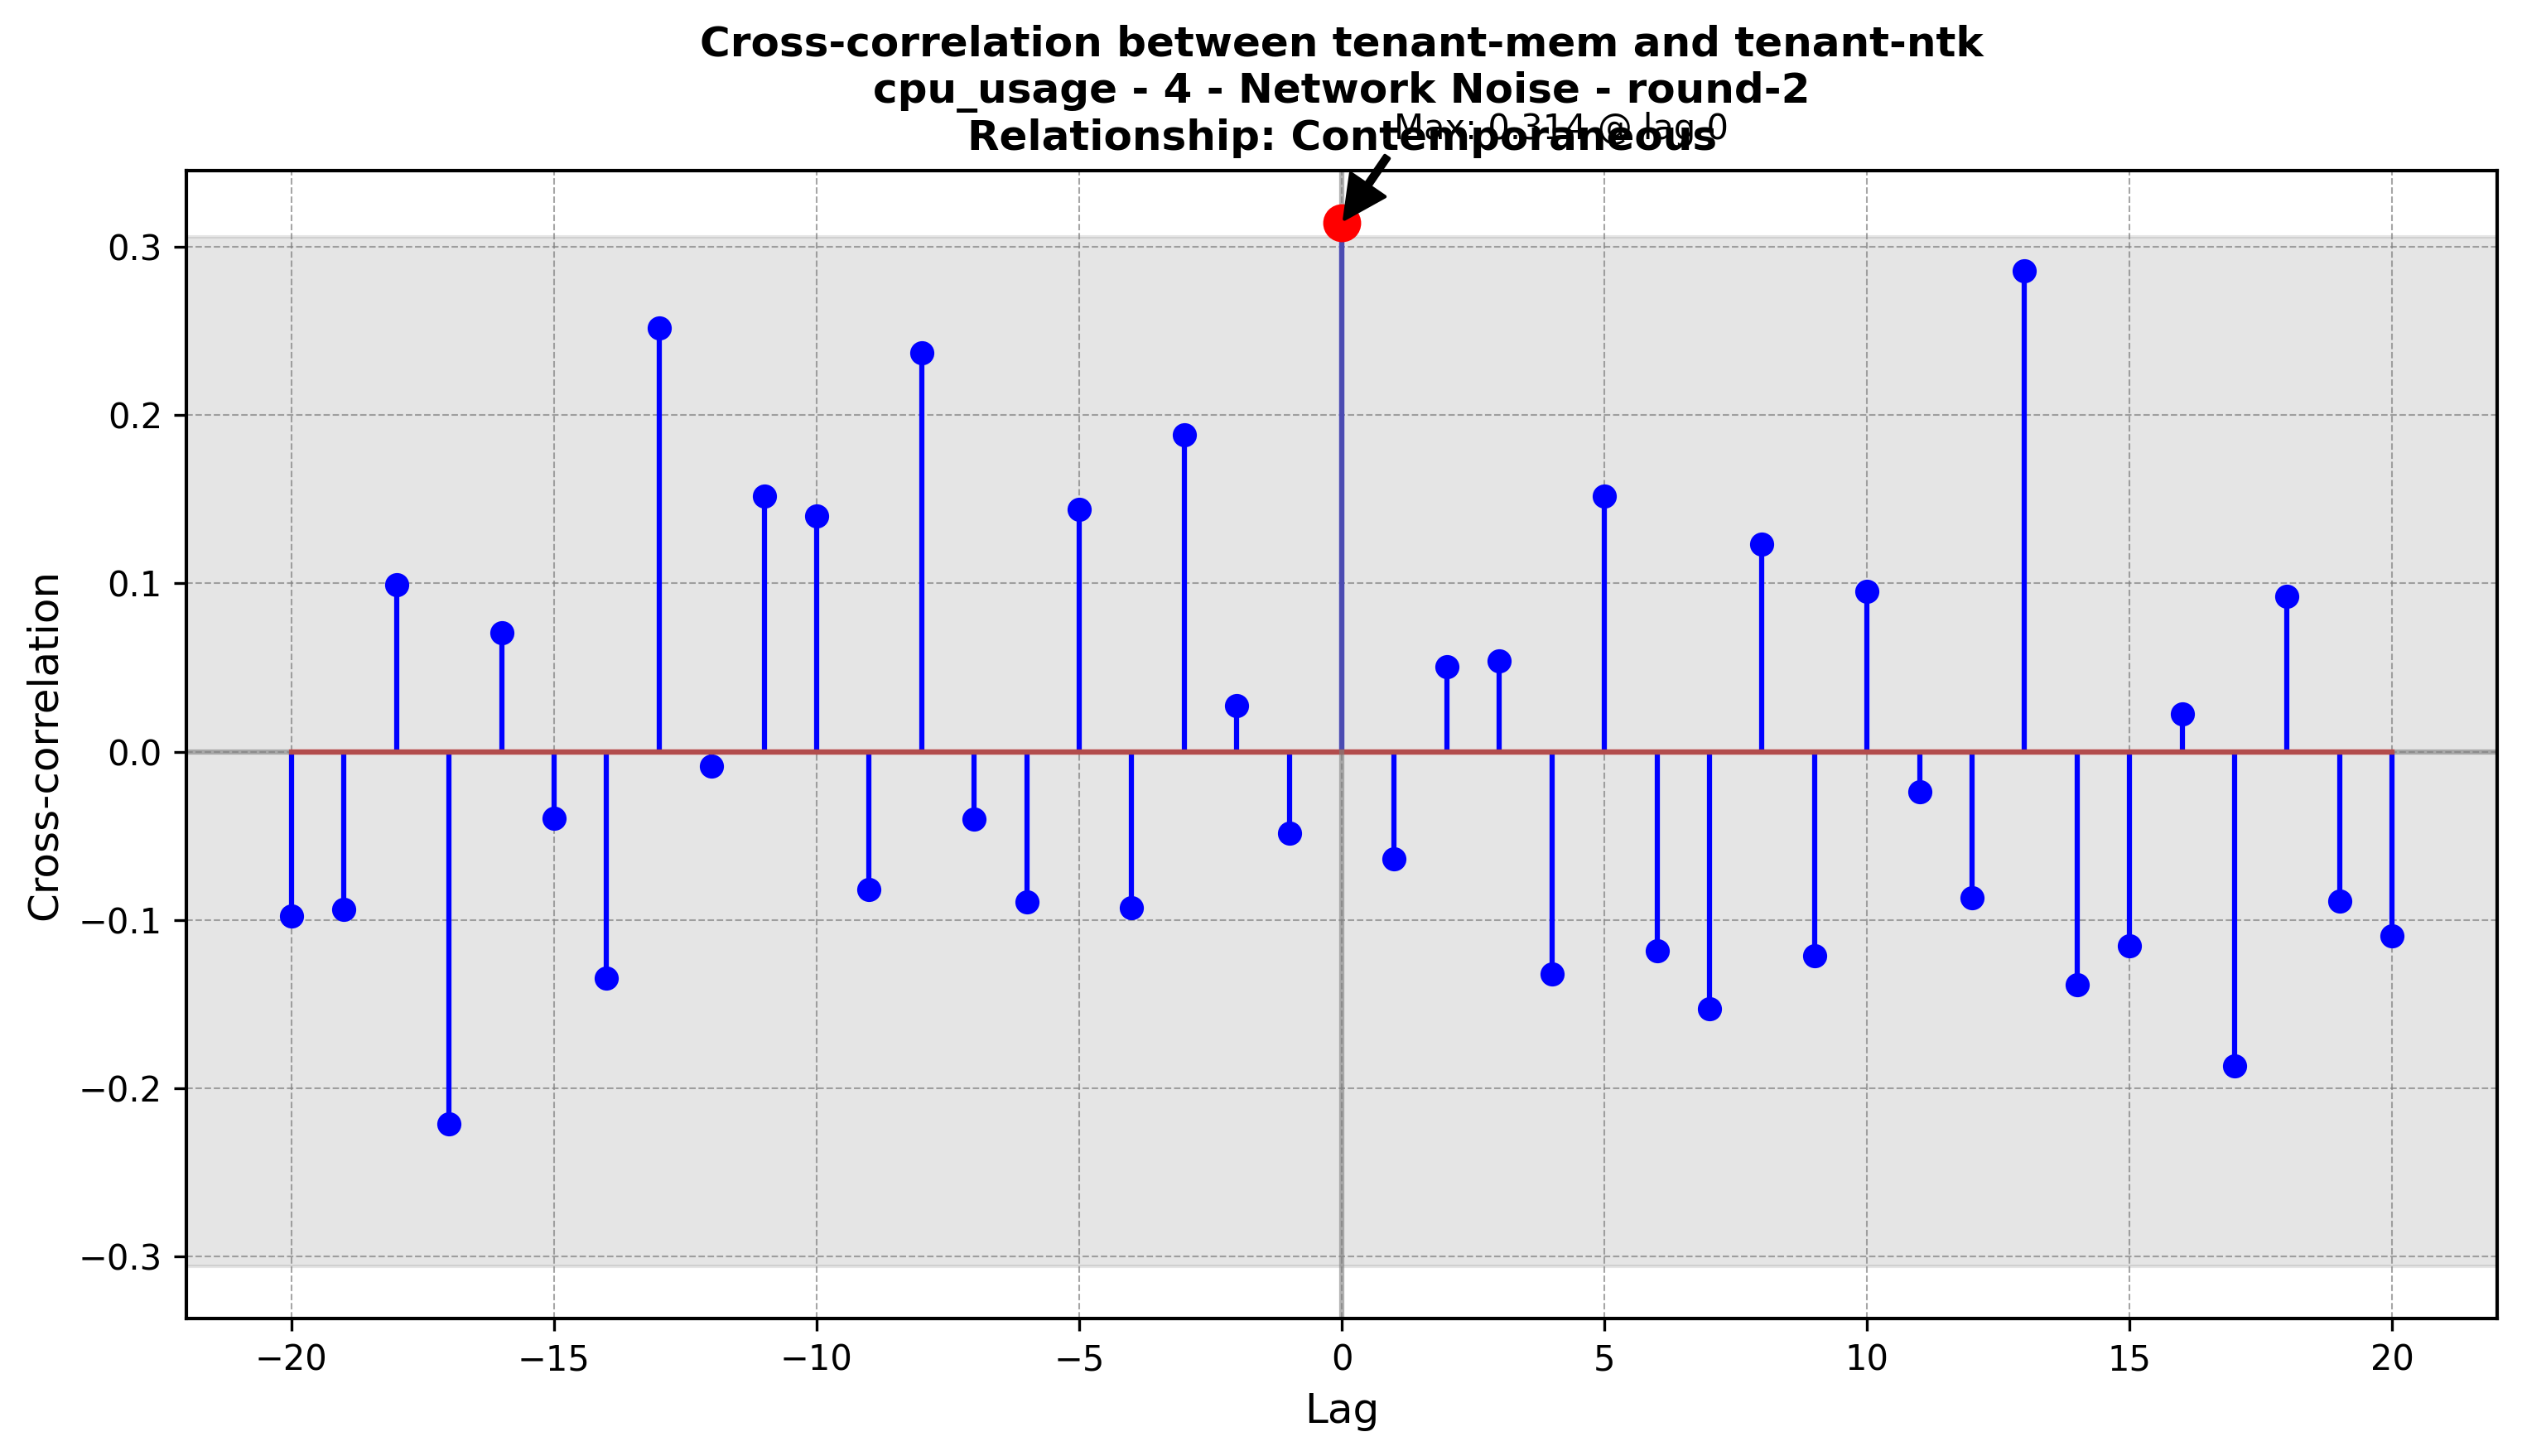 Cross-correlation between tenant-mem and tenant-ntk
cpu_usage - 4 - Network Noise - round-2
Relationship: Contemporaneous
Max: 0.314 @ lag 0
Cross-correlation
0.3
0.2
0.1
0.0
−0.1
−0.2
−0.3
−20
−15
−10
−5
0
5
10
15
20
Lag